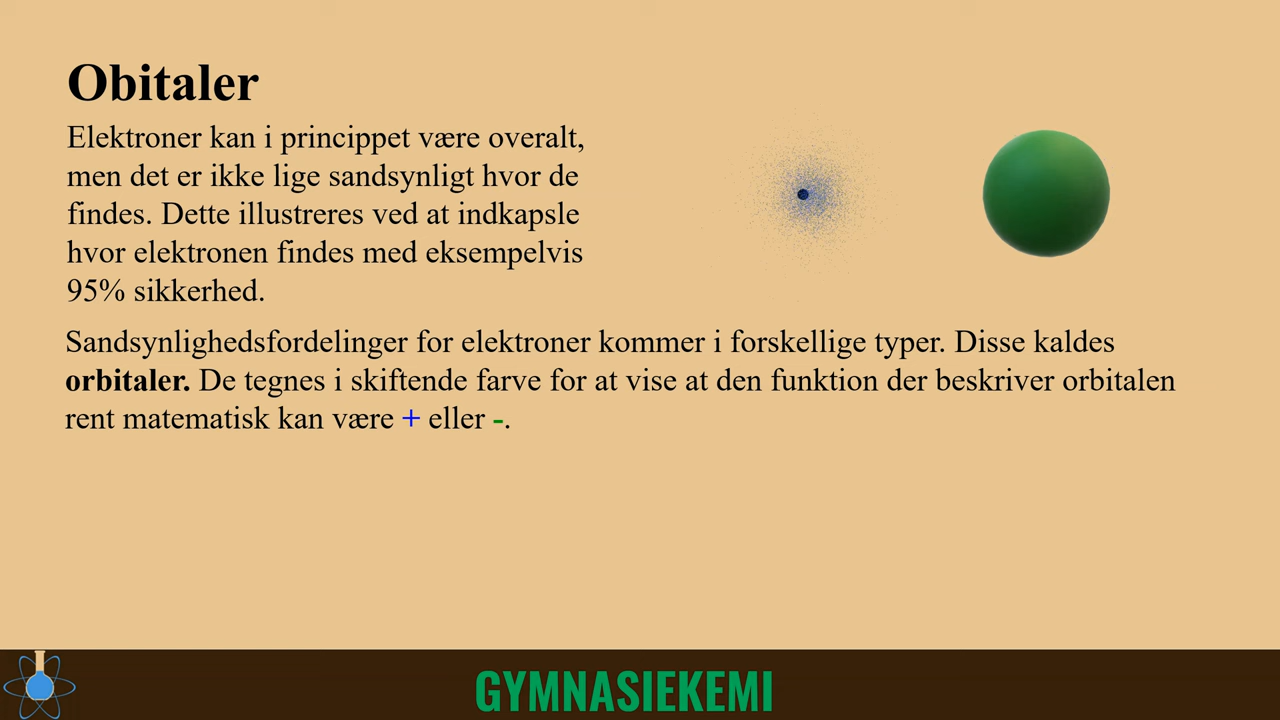 Obitaler
Elektroner kan i princippet være overalt,
men det er ikke lige sandsynligt hvor de
findes. Dette illustreres ved at indkapsle
hvor elektronen findes med eksempelvis
95% sikkerhed.
Sandsynlighedsfordelinger for elektroner kommer i forskellige typer. Disse kaldes
orbitaler. De tegnes i skiftende farve for at vise at den funktion der beskriver orbitalen
rent matematisk kan være + eller -.
GYMNASIEKEMI